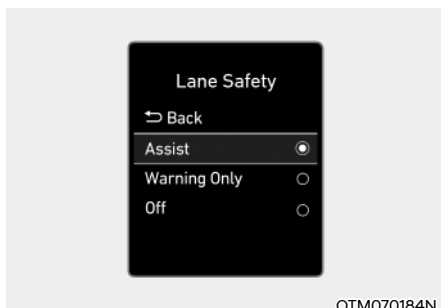 Lane Safety
Back
Assist
Warning Only
Off
OTM070184N